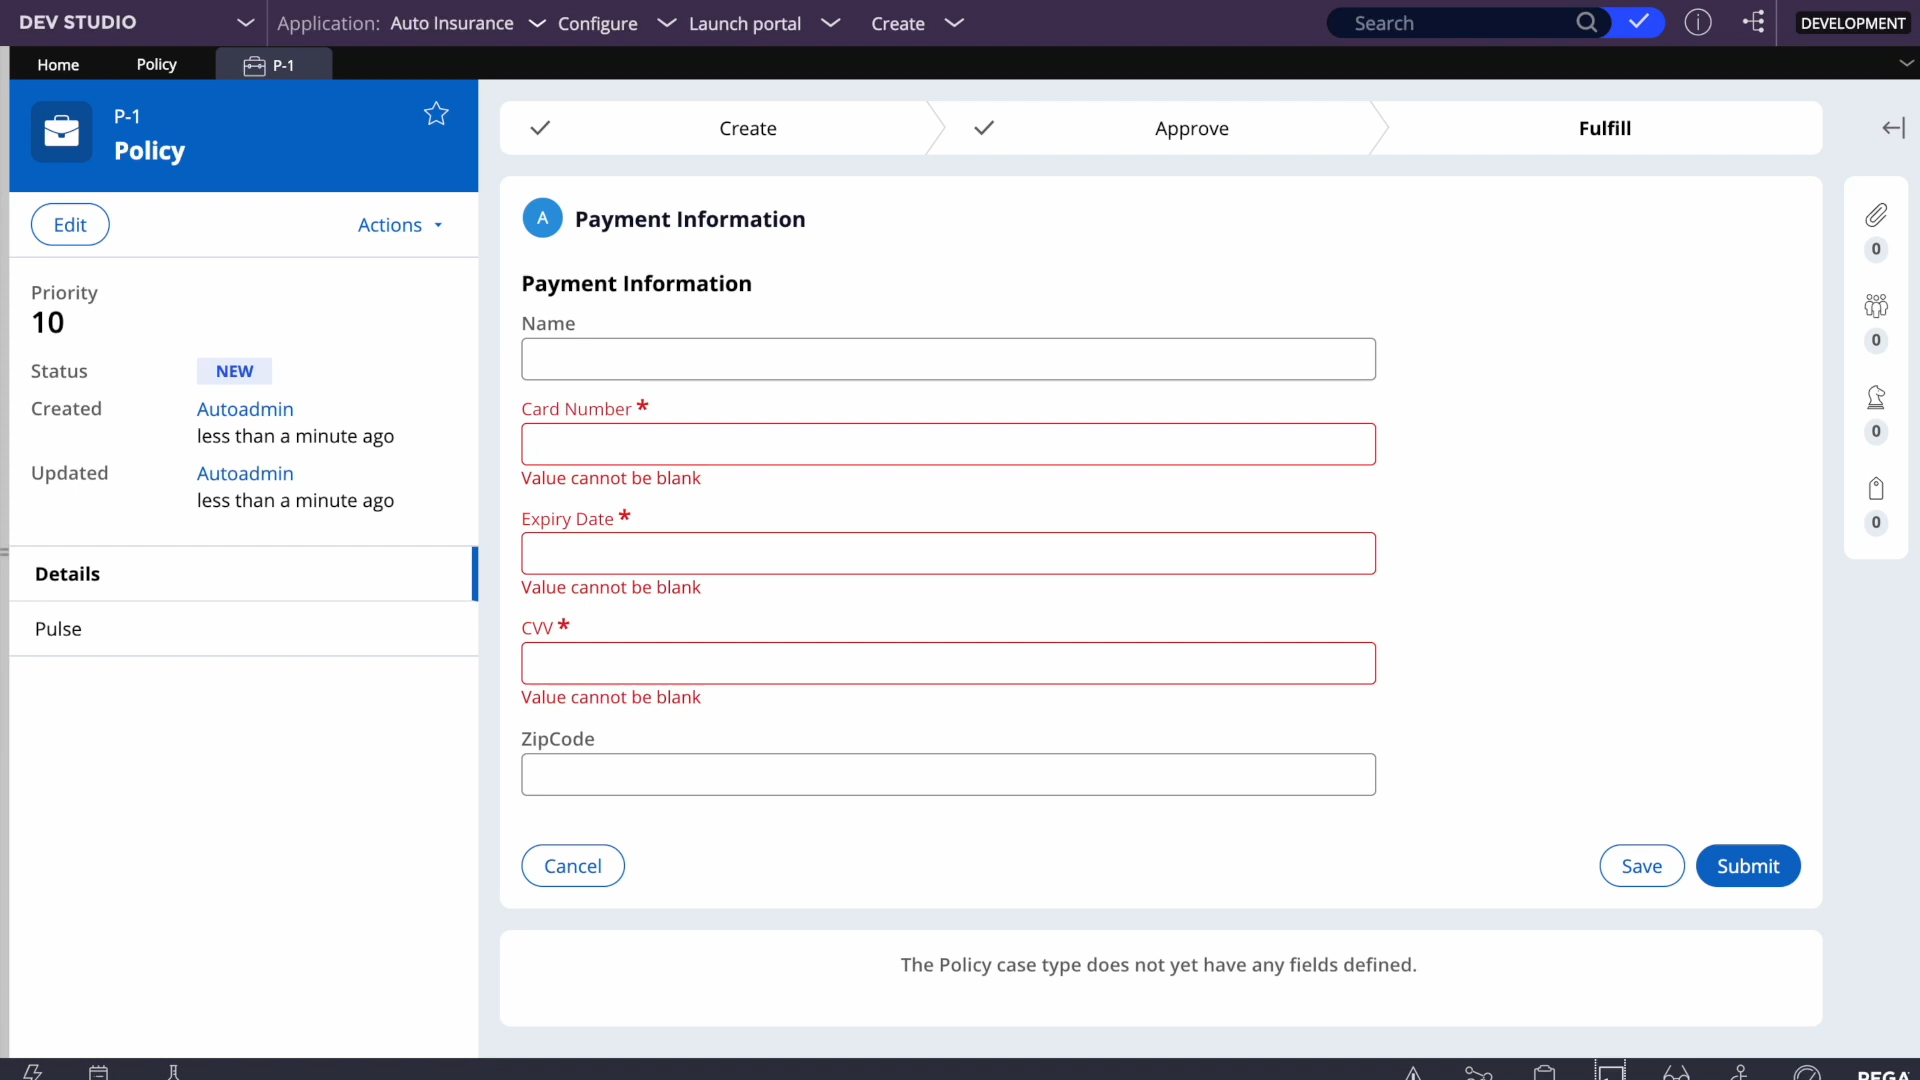 DEV STUDIO
Application: Auto Insurance
Configure
Launch portal
Create
Search
DEVELOPMENT
Home
Policy
P-1
P-1
Policy
Edit
Actions
Priority
10
Status
NEW
Created
Autoadmin
less than a minute ago
Updated
Autoadmin
less than a minute ago
Details
Pulse
Create
Approve
Fulfill
A
Payment Information
Payment Information
Name
Card Number *
Value cannot be blank
Expiry Date *
Value cannot be blank
CVV *
Value cannot be blank
ZipCode
Cancel
Save
Submit
The Policy case type does not yet have any fields defined.
0
0
0
0
PEGA